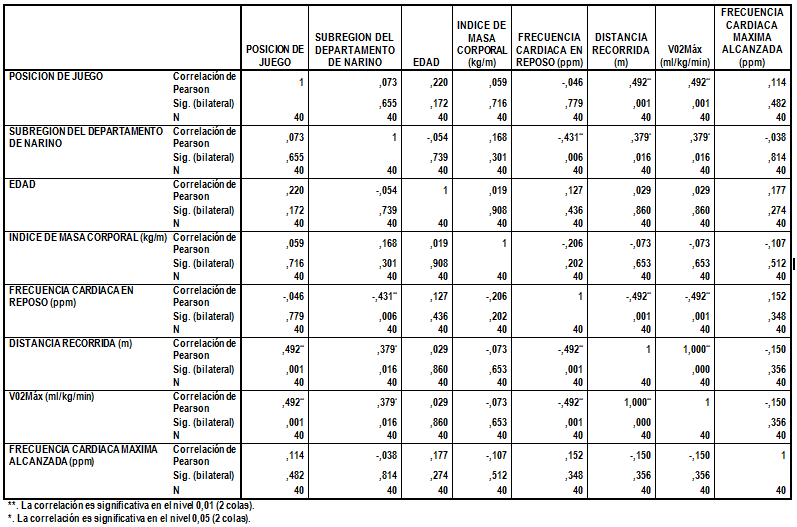 POSICION DE JUEGO SUBREGION DEL DEPARTAMENTO DE NARINO EDAD INDICE DE MASA CORPORAL (kg/m) FRECUENCIA CARDIACA EN REPOSO (ppm) DISTANCIA RECORRIDA (m) V02Máx (ml/kg/min) FRECUENCIA CARDIACA MAXIMA ALCANZADA (ppm)
POSICION DE JUEGO Correlación de Pearson 1 ,073 ,220 ,059 -,046 ,492** ,492** ,114
Sig. (bilateral) ,655 ,172 ,716 ,779 ,001 ,001 ,482
N 40 40 40 40 40 40 40 40
SUBREGION DEL DEPARTAMENTO DE NARINO Correlación de Pearson ,073 1 -,054 ,168 -,431** ,379* ,379* -,038
Sig. (bilateral) ,655 ,739 ,301 ,006 ,016 ,016 ,814
N 40 40 40 40 40 40 40 40
EDAD Correlación de Pearson ,220 -,054 1 ,019 ,127 ,029 ,029 ,177
Sig. (bilateral) ,172 ,739 ,908 ,436 ,860 ,860 ,274
N 40 40 40 40 40 40 40 40
INDICE DE MASA CORPORAL (kg/m) Correlación de Pearson ,059 ,168 ,019 1 -,206 -,073 -,073 -,107
Sig. (bilateral) ,716 ,301 ,908 ,202 ,653 ,653 ,512
N 40 40 40 40 40 40 40 40
FRECUENCIA CARDIACA EN REPOSO (ppm) Correlación de Pearson -,046 -,431** ,127 -,206 1 -,492** -,492** ,152
Sig. (bilateral) ,779 ,006 ,436 ,202 ,001 ,001 ,348
N 40 40 40 40 40 40 40 40
DISTANCIA RECORRIDA (m) Correlación de Pearson ,492** ,379* ,029 -,073 -,492** 1 1,000** -,150
Sig. (bilateral) ,001 ,016 ,860 ,653 ,001 ,000 ,356
N 40 40 40 40 40 40 40 40
V02Máx (ml/kg/min) Correlación de Pearson ,492** ,379* ,029 -,073 -,492** 1,000** 1 -,150
Sig. (bilateral) ,001 ,016 ,860 ,653 ,001 ,000 ,356
N 40 40 40 40 40 40 40 40
FRECUENCIA CARDIACA MAXIMA ALCANZADA (ppm) Correlación de Pearson ,114 -,038 ,177 -,107 ,152 -,150 -,150 1
Sig. (bilateral) ,482 ,814 ,274 ,512 ,348 ,356 ,356
N 40 40 40 40 40 40 40 40
**. La correlación es significativa en el nivel 0,01 (2 colas).
*. La correlación es significativa en el nivel 0,05 (2 colas).